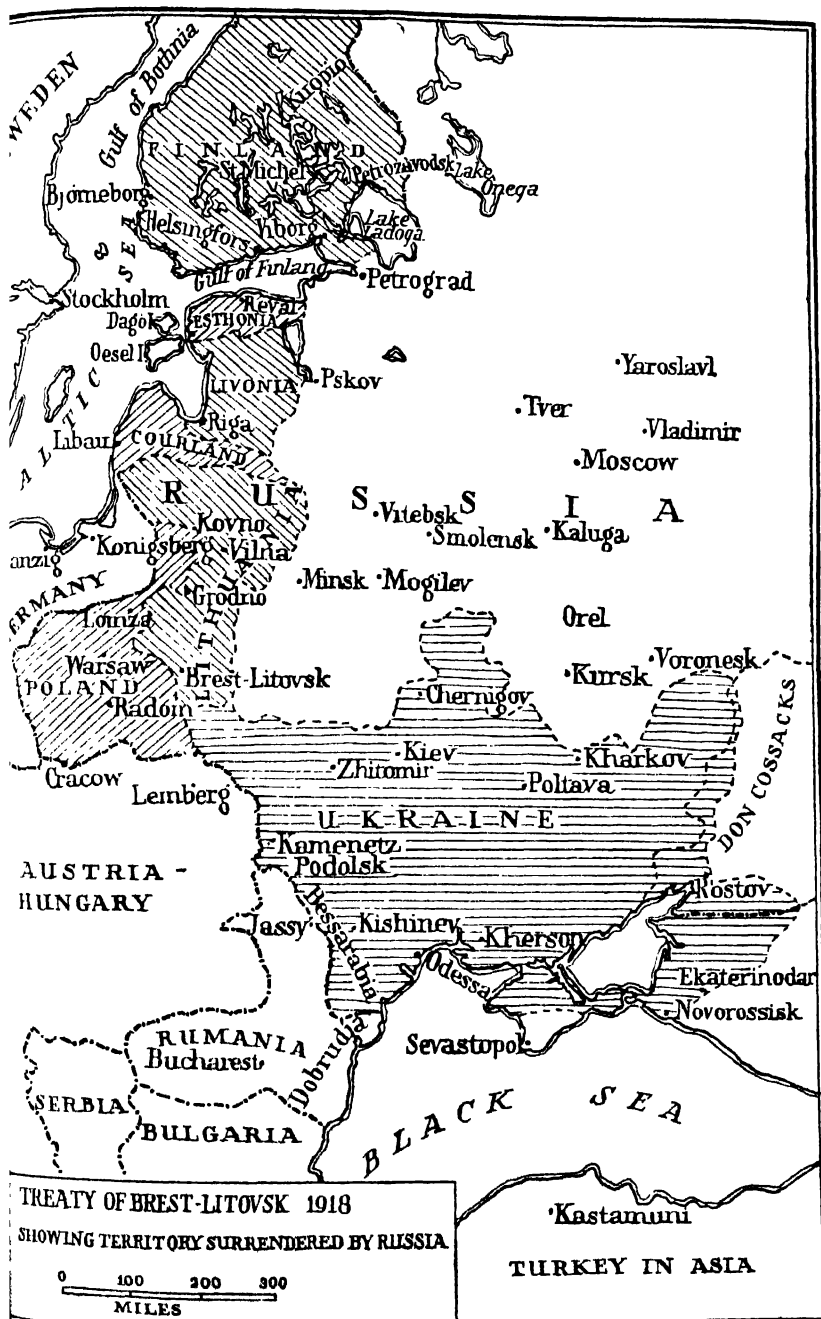 WEDEN
Gulf of Bothnia
Kuopio
FINLAND
St. Michel
Petrozavodsk
Lake Onega
Bjorneborg
Helsingfors
Viborg
Lake Ladoga
SEA
Gulf of Finland
Petrograd
Stockholm
Reval
Dagö I.
ESTHONIA
Oesel I
ALTIC
LIVONIA
Pskov
Yaroslavl
Tver
Vladimir
Riga
Libau
COURLAND
Moscow
RUSSIA
Vitebsk
Smolensk
Kaluga
Kovno
Konigsberg
Vilna
anzig
LITHUANIA
Minsk
Mogilev
ERMANY
Grodno
Lomza
Orel
Warsaw
Brest-Litovsk
POLAND
Radom
Chernigov
Kursk
Voronesk
DON COSSACKS
Kiev
Kharkov
Zhitomir
Poltava
Cracow
Lemberg
UKRAINE
Kamenetz
Podolsk
AUSTRIA -
HUNGARY
Rostov
Jassy
Bessarabia
Kishinev
Kherson
Odessa
Ekaterinodar
Novorossisk
RUMANIA
Bucharest
Dobrudja
Sevastopol
SERBIA
BULGARIA
BLACK SEA
TREATY OF BREST-LITOVSK 1918
SHOWING TERRITORY SURRENDERED BY RUSSIA
0 100 200 300
MILES
Kastamuni
TURKEY IN ASIA